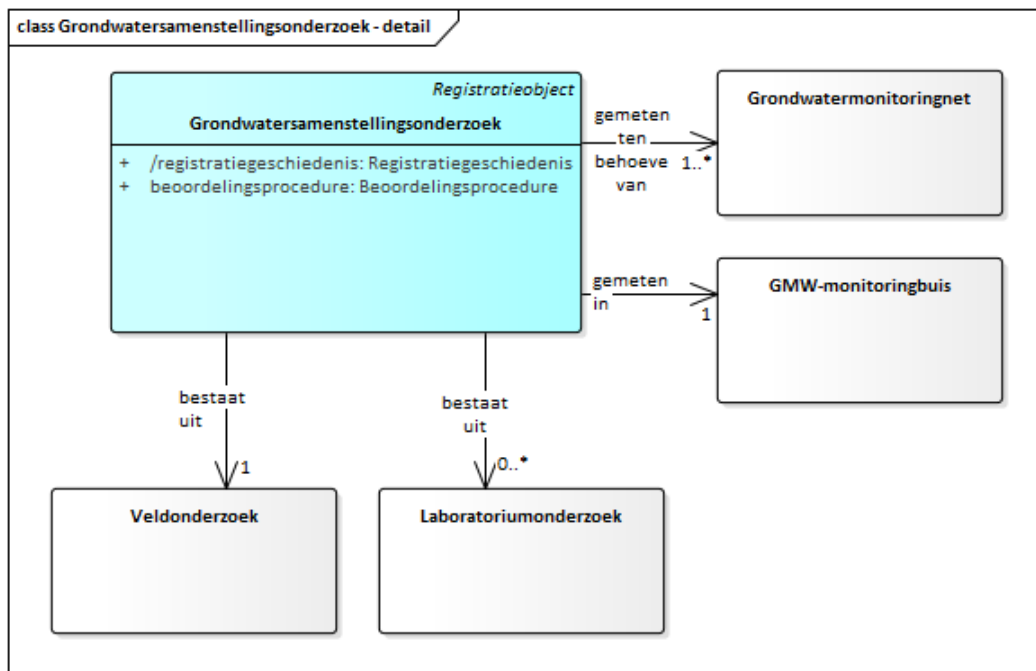 class Grondwatersamenstellingsonderzoek - detail
Registratieobject
Grondwatersamenstellingsonderzoek
+ /registratiegeschiedenis: Registratiegeschiedenis
+ beoordelingsprocedure: Beoordelingsprocedure
gemeten
ten
behoeve
van
1..*
Grondwatermonitoringnet
gemeten
in
1
GMW-monitoringbuis
bestaat
uit
1
bestaat
uit
0..*
Veldonderzoek
Laboratoriumonderzoek